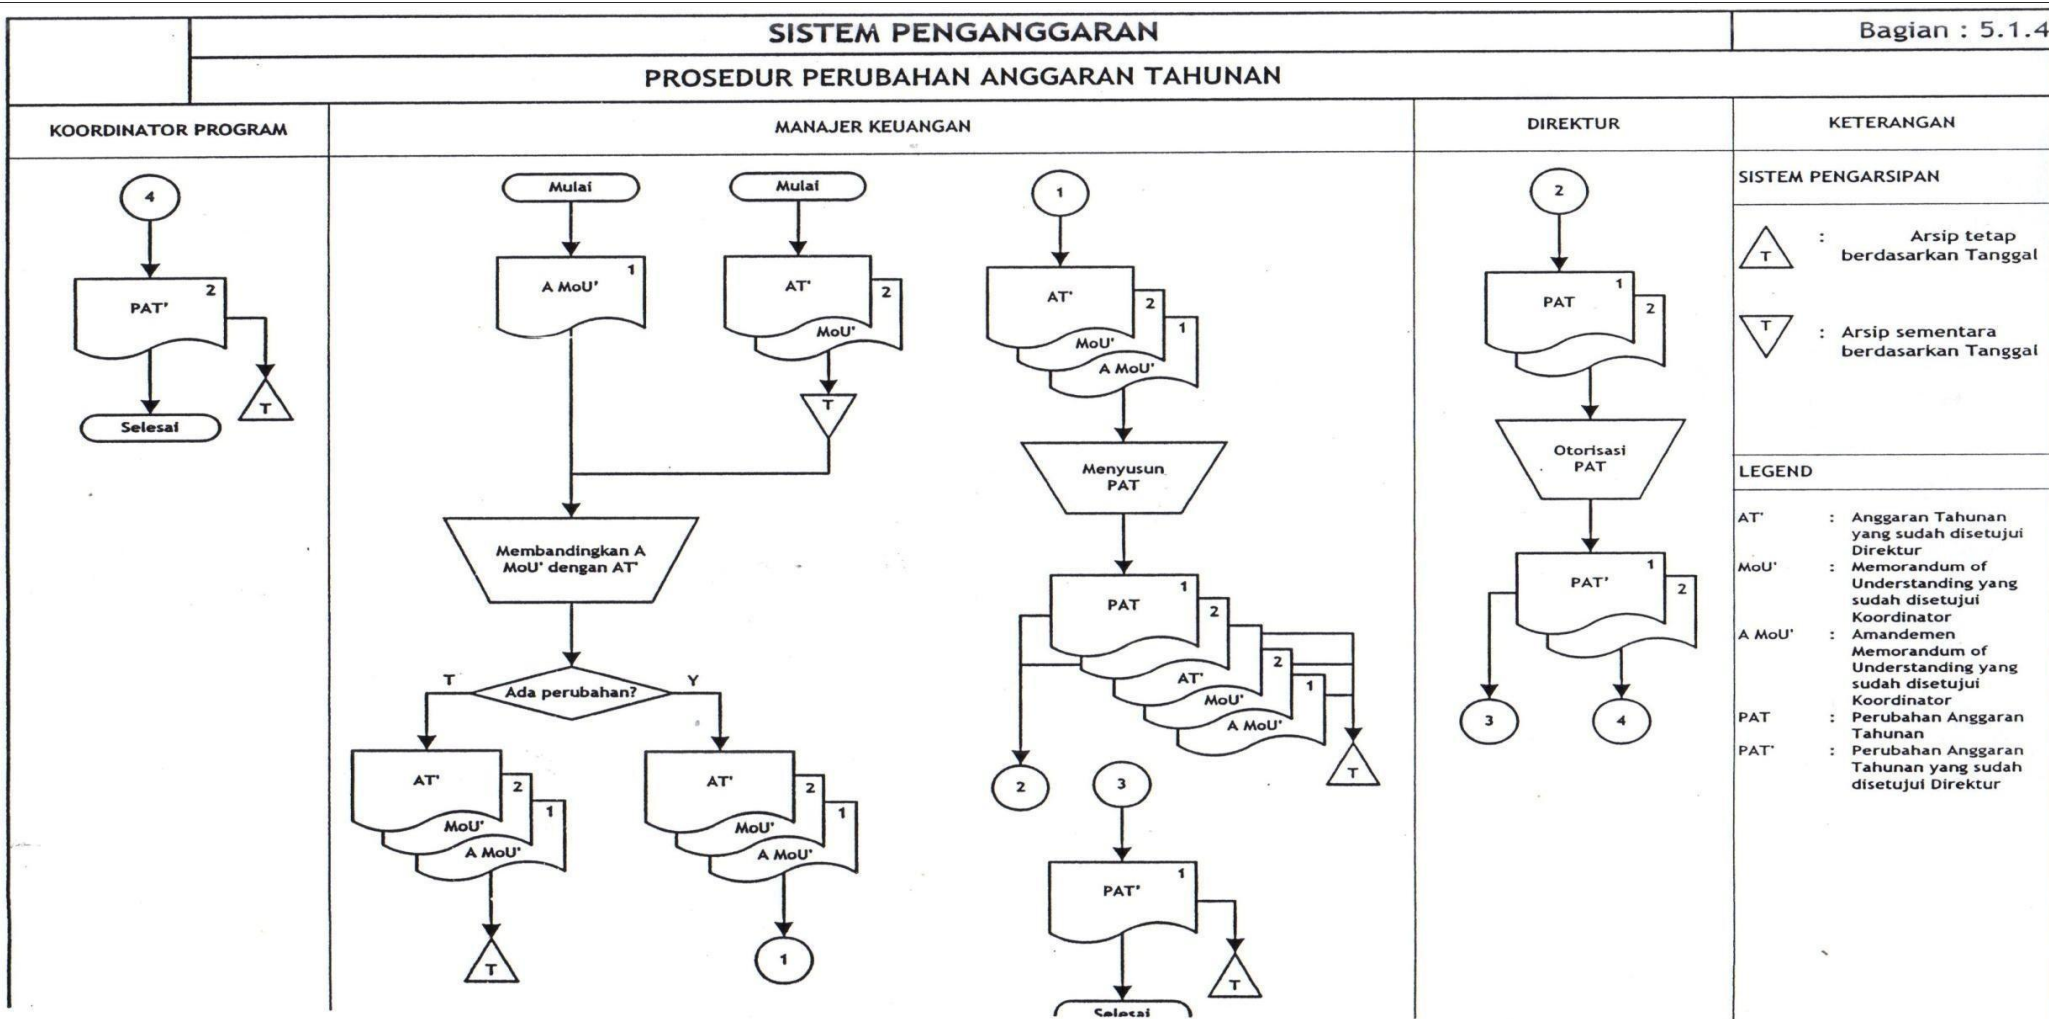 SISTEM PENGANGGARAN
Bagian : 5.1.4
PROSEDUR PERUBAHAN ANGGARAN TAHUNAN
KOORDINATOR PROGRAM
MANAJER KEUANGAN
DIREKTUR
KETERANGAN
4
2
PAT'
T
Selesai
Mulai
1
A MoU'
Mulai
AT'
2
MoU'
T
Membandingkan A
MoU' dengan AT'
Ada perubahan?
T
Y
AT'
2
1
MoU'
A MoU'
T
AT'
2
1
MoU'
A MoU'
1
1
AT'
2
1
MoU'
A MoU'
Menyusun
PAT
1
PAT
2
AT'
2
MoU'
1
A MoU'
T
2
3
1
PAT'
T
Selesai
2
1
PAT
2
Otorisasi
PAT
1
PAT'
2
3
4
SISTEM PENGARSIPAN
T
: Arsip tetap
berdasarkan Tanggal
T
: Arsip sementara
berdasarkan Tanggal
LEGEND
AT' : Anggaran Tahunan
yang sudah disetujui
Direktur
MoU' : Memorandum of
Understanding yang
sudah disetujui
Koordinator
A MoU' : Amandemen
Memorandum of
Understanding yang
sudah disetujui
Koordinator
PAT : Perubahan Anggaran
Tahunan
PAT' : Perubahan Anggaran
Tahunan yang sudah
disetujui Direktur